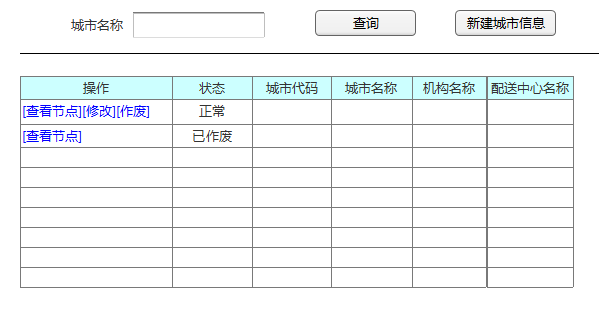 城市名称 查询 新建城市信息
操作 状态 城市代码 城市名称 机构名称 配送中心名称
[查看节点][修改][作废] 正常
[查看节点] 已作废